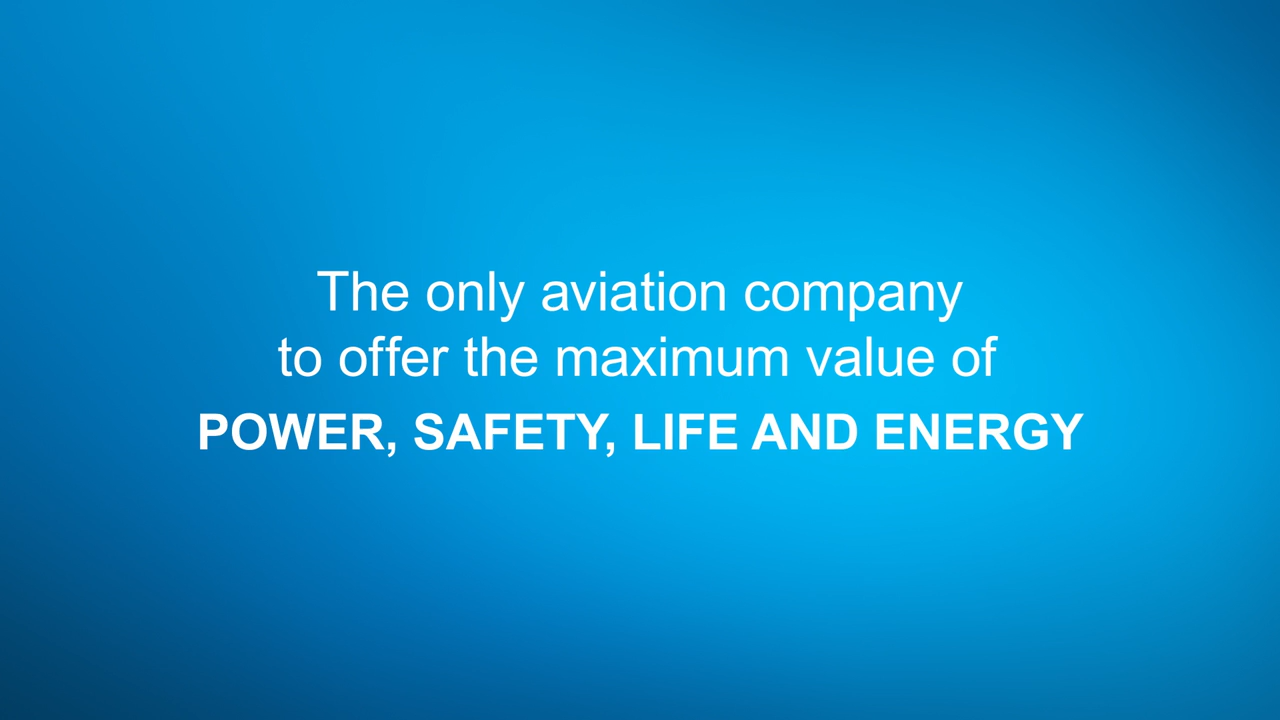 The only aviation company
to offer the maximum value of
POWER, SAFETY, LIFE AND ENERGY